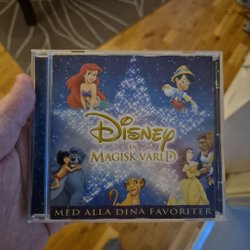 Disney
EN
MAGISK VÄRLD
MED ALLA DINA FAVORITER